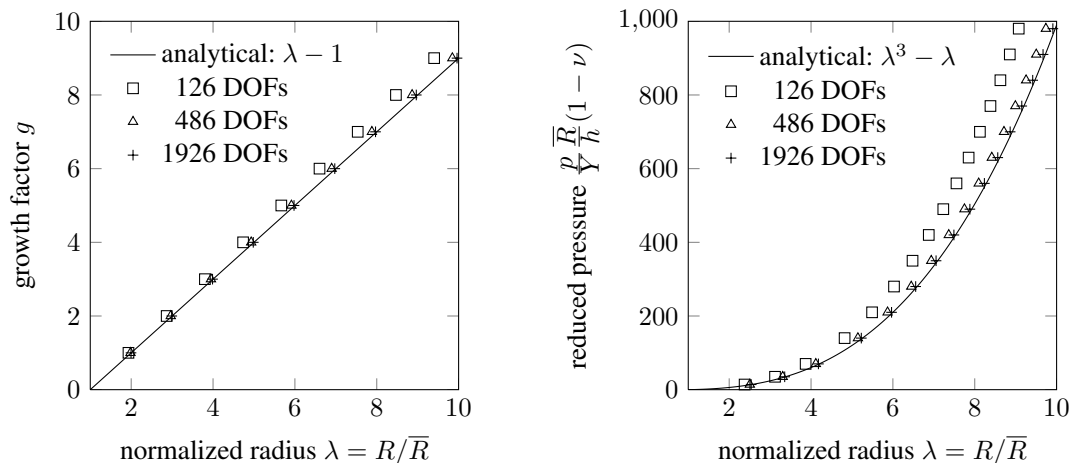 10
8
6
4
2
0
2 4 6 8 10
growth factor g
normalized radius λ = R/R̅
analytical: λ − 1
126 DOFs
486 DOFs
1926 DOFs
1,000
800
600
400
200
0
2 4 6 8 10
reduced pressure p/Y R̅/h (1 − ν)
normalized radius λ = R/R̅
analytical: λ³ − λ
126 DOFs
486 DOFs
1926 DOFs